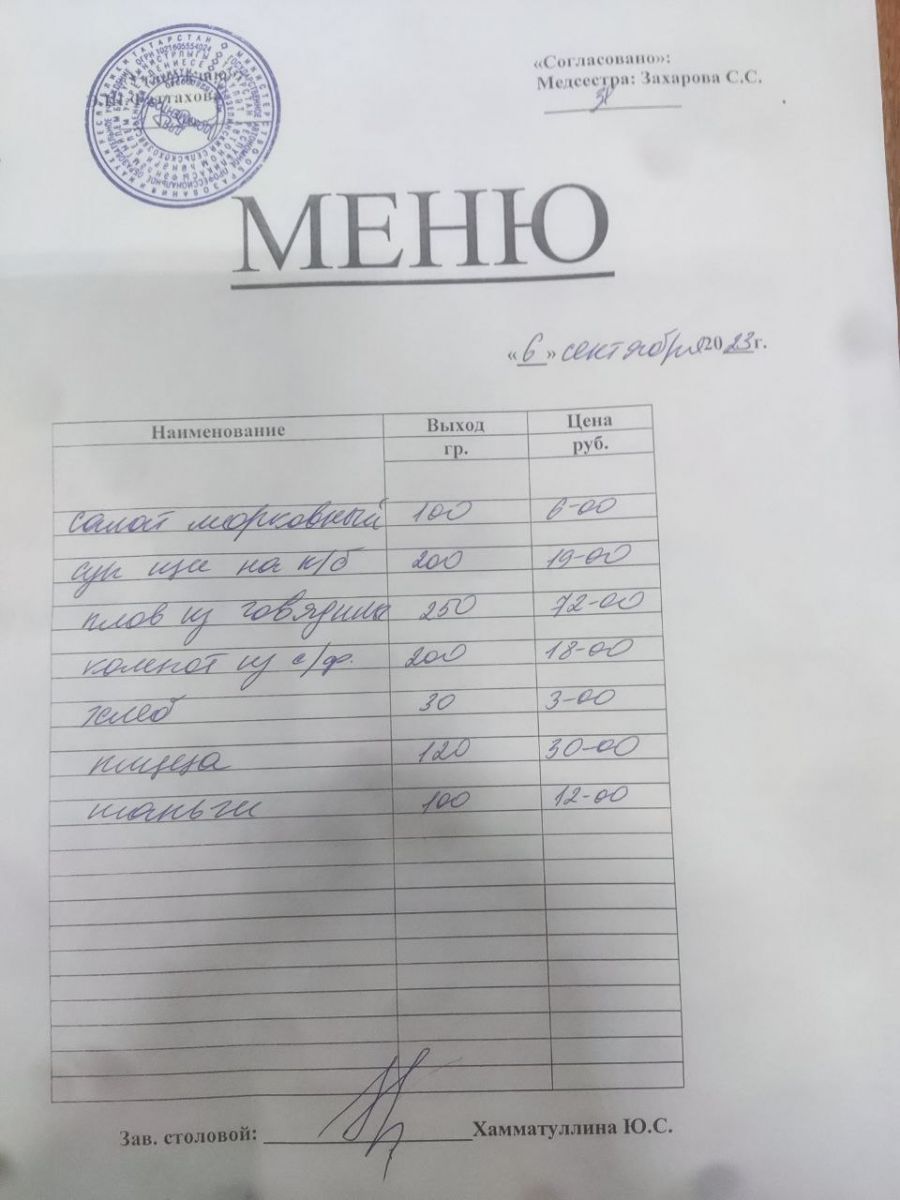 «Согласовано»:
Медсестра: Захарова С.С.
Фаттахова
МЕНЮ
«6» сентября 2023г.
Наименование Выход Цена
гр. руб.
салат морковный 100 6-00
суп щи на к/б 200 19-00
плов из говядины 250 72-00
компот из с/ф. 200 18-00
хлеб 30 3-00
пицца 120 30-00
шаньги 100 12-00
Зав. столовой: Хамматуллина Ю.С.